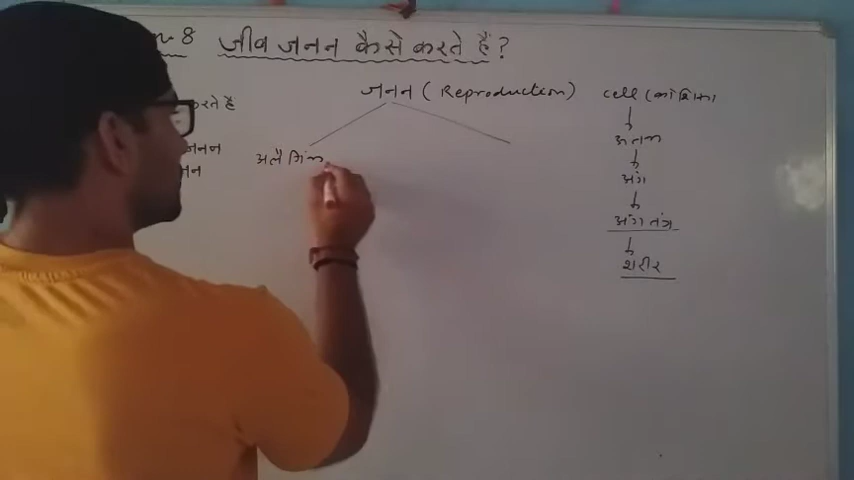 8 जीव जनन कैसे करते हैं ?
करते हैं
जनन
जनन (Reproduction)
अलैंगिक
cell (कोशिका)
↓
ऊतक
↓
अंग
↓
अंग तंत्र
↓
शरीर